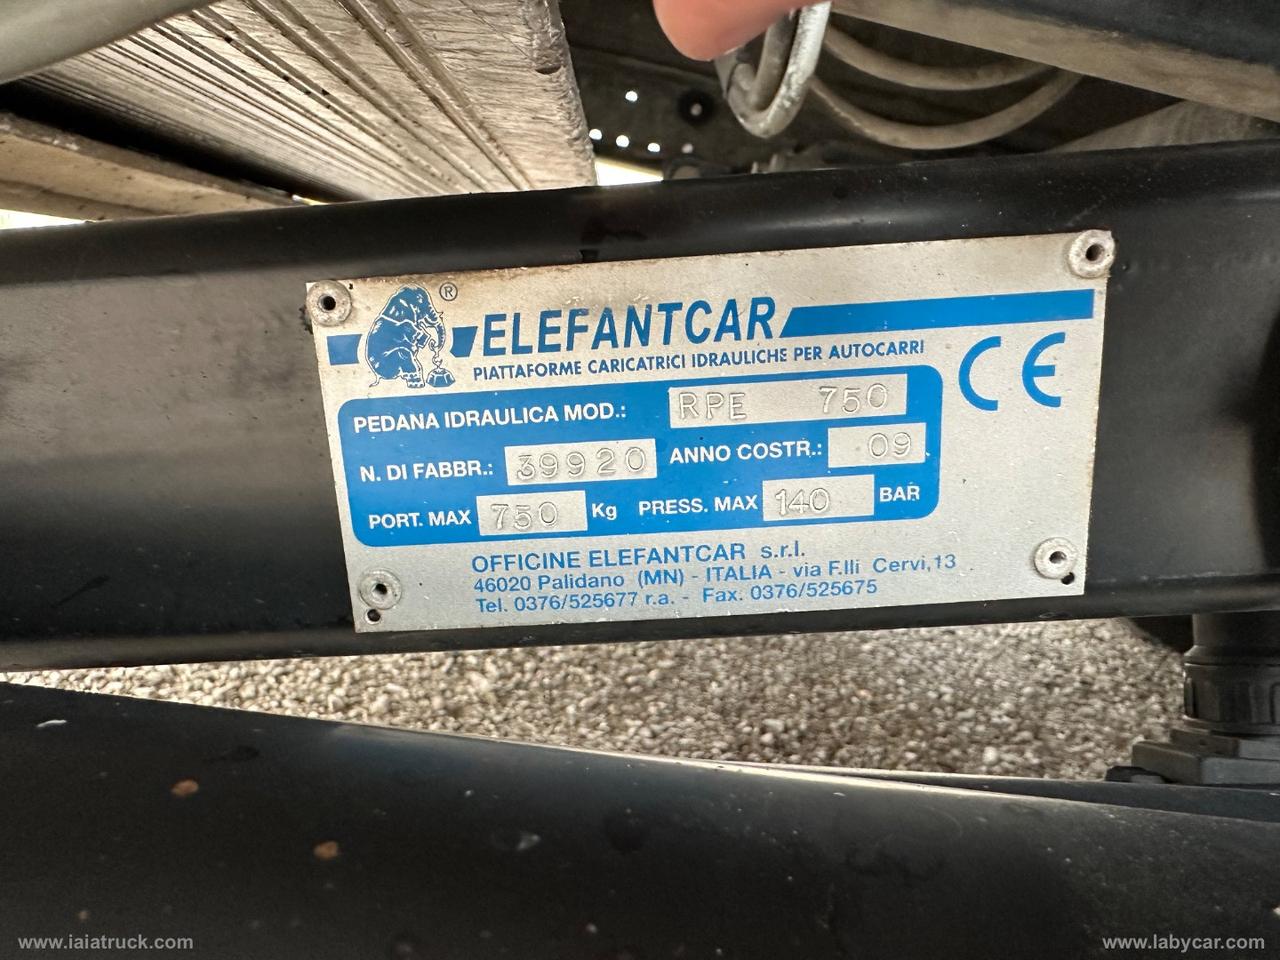 ®
ELEFANTCAR
PIATTAFORME CARICATRICI IDRAULICHE PER AUTOCARRI
CE
PEDANA IDRAULICA MOD.: RPE 750
N. DI FABBR.: 39920 ANNO COSTR.: 09
PORT. MAX 750 Kg PRESS. MAX 140 BAR
OFFICINE ELEFANTCAR s.r.l.
46020 Palidano (MN) - ITALIA - via F.lli Cervi,13
Tel. 0376/525677 r.a. - Fax. 0376/525675
www.iaiatruck.com
www.labycar.com